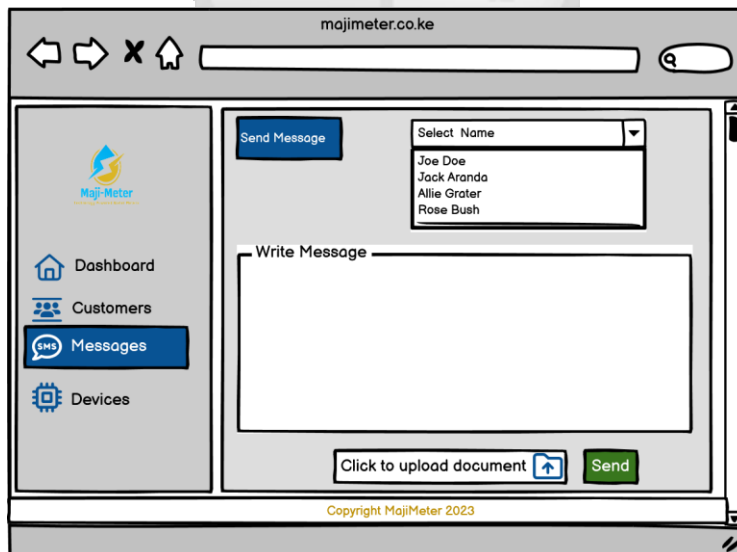 majimeter.co.ke
Maji-Meter
Dashboard
Customers
SMS
Messages
Devices
Send Message
Select Name
Joe Doe
Jack Aranda
Allie Grater
Rose Bush
Write Message
Click to upload document
Send
Copyright MajiMeter 2023